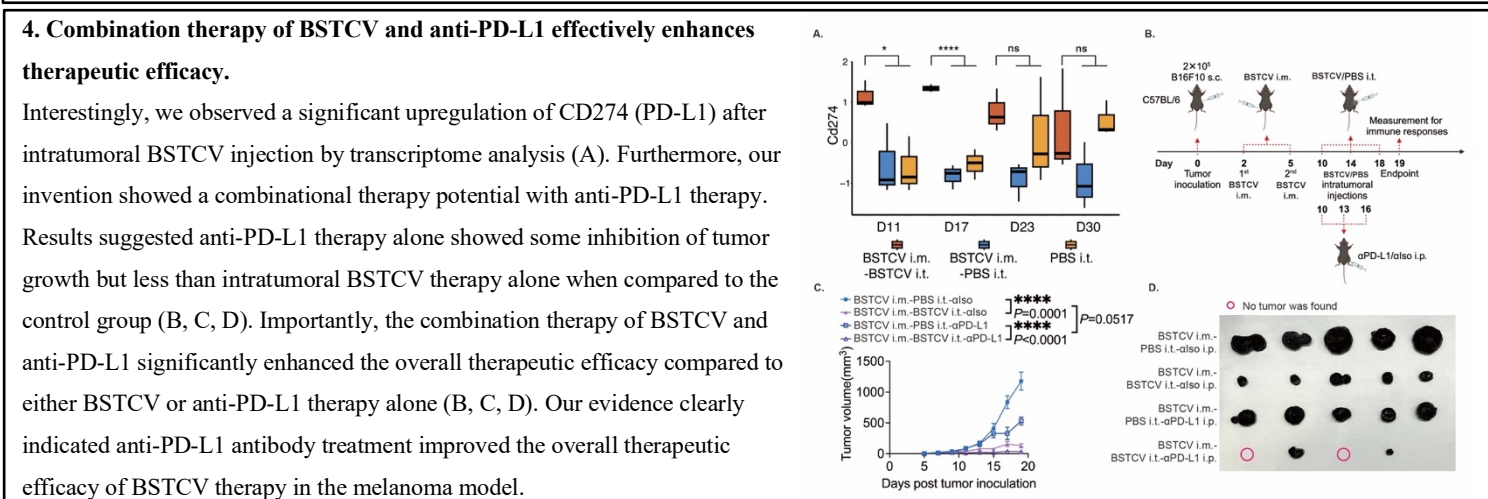 4. Combination therapy of BSTCV and anti-PD-L1 effectively enhances
therapeutic efficacy.
Interestingly, we observed a significant upregulation of CD274 (PD-L1) after
intratumoral BSTCV injection by transcriptome analysis (A). Furthermore, our
invention showed a combinational therapy potential with anti-PD-L1 therapy.
Results suggested anti-PD-L1 therapy alone showed some inhibition of tumor
growth but less than intratumoral BSTCV therapy alone when compared to the
control group (B, C, D). Importantly, the combination therapy of BSTCV and
anti-PD-L1 significantly enhanced the overall therapeutic efficacy compared to
either BSTCV or anti-PD-L1 therapy alone (B, C, D). Our evidence clearly
indicated anti-PD-L1 antibody treatment improved the overall therapeutic
efficacy of BSTCV therapy in the melanoma model.
A.
* **** ns ns
2
1
0
-1
Cd274
D11 D17 D23 D30
BSTCV i.m. BSTCV i.m. PBS i.t.
-BSTCV i.t. -PBS i.t.
B.
2×10⁵
B16F10 s.c.
BSTCV i.m.
BSTCV/PBS i.t.
C57BL/6
Measurement for
immune responses
Day 0 2 5 10 14 18 19
Tumor
inoculation
1st
BSTCV
i.m.
2nd
BSTCV
i.m.
BSTCV/PBS
intratumoral
injections
Endpoint
10 13 16
αPD-L1/αIso i.p.
C.
BSTCV i.m.-PBS i.t.-αIso
BSTCV i.m.-BSTCV i.t.-αIso
BSTCV i.m.-PBS i.t.-αPD-L1
BSTCV i.m.-BSTCV i.t.-αPD-L1
****
P=0.0001
****
P<0.0001
P=0.0517
Tumor volume(mm³)
1500
1000
500
0
0 5 10 15 20
Days post tumor inoculation
D.
No tumor was found
BSTCV i.m.-
PBS i.t.-αIso i.p.
BSTCV i.m.-
BSTCV i.t.-αIso i.p.
BSTCV i.m.-
PBS i.t.-αPD-L1 i.p.
BSTCV i.m.-
BSTCV i.t.-αPD-L1 i.p.